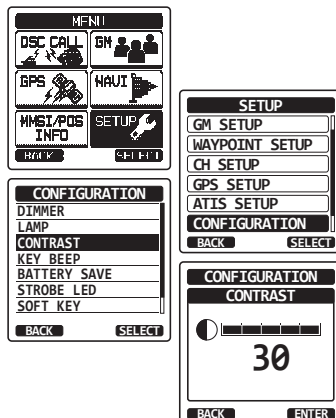 MENU
DSC CALL GM
GPS NAVI
MMSI/POS INFO SETUP
BACK SELECT
SETUP
GM SETUP
WAYPOINT SETUP
CH SETUP
GPS SETUP
ATIS SETUP
CONFIGURATION
BACK SELECT
CONFIGURATION
DIMMER
LAMP
CONTRAST
KEY BEEP
BATTERY SAVE
STROBE LED
SOFT KEY
BACK SELECT
CONFIGURATION
CONTRAST
30
BACK ENTER